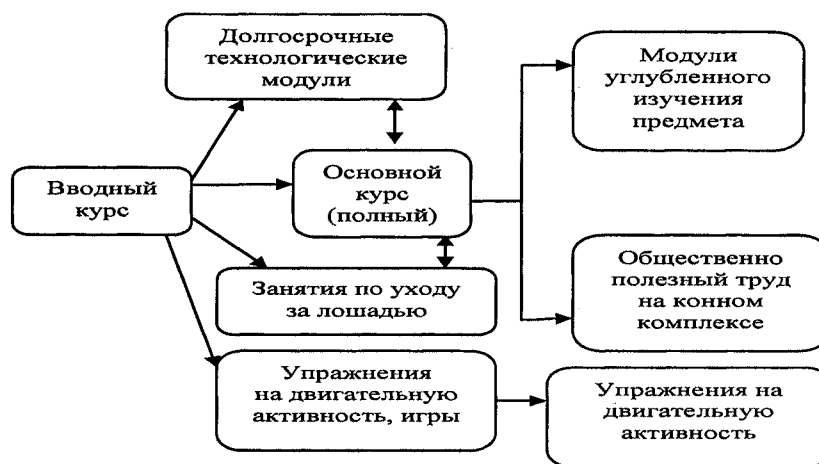 Долгосрочные
технологические
модули
Модули
углубленного
изучения
предмета
Вводный
курс
Основной
курс
(полный)
Занятия по уходу
за лошадью
Общественно
полезный труд
на конном
комплексе
Упражнения
на двигательную
активность, игры
Упражнения на
двигательную
активность